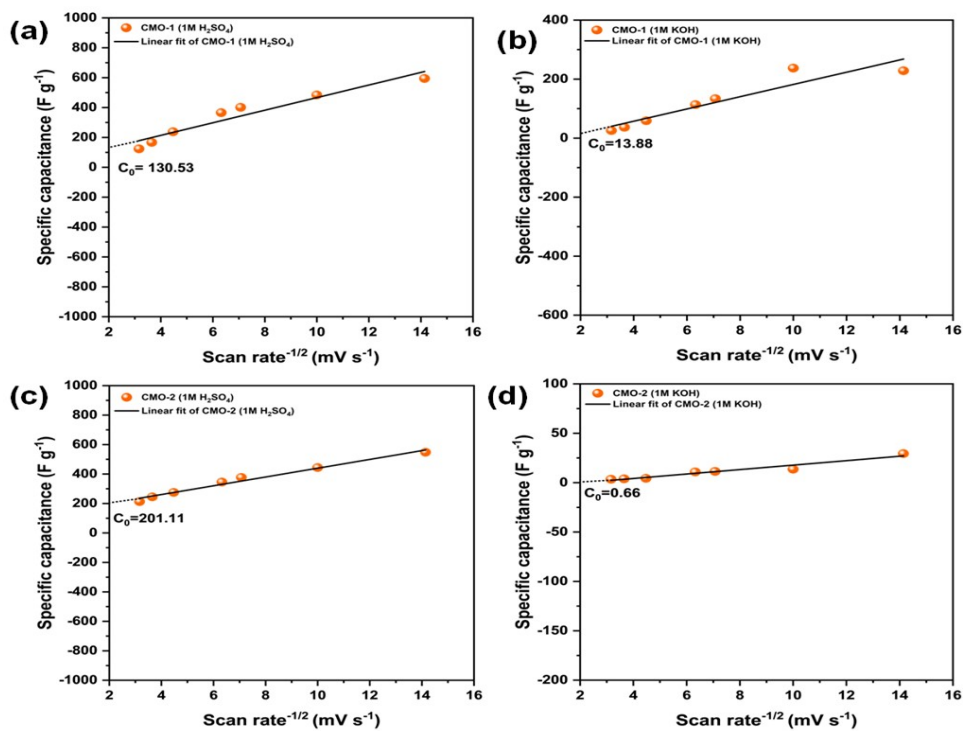 (a)
CMO-1 (1M H₂SO₄)
Linear fit of CMO-1 (1M H₂SO₄)
1000
800
600
400
200
0
-200
-400
-600
-800
-1000
Specific capacitance (F g⁻¹)
C₀= 130.53
2 4 6 8 10 12 14 16
Scan rate⁻¹/² (mV s⁻¹)
(b)
CMO-1 (1M KOH)
Linear fit of CMO-1 (1M KOH)
400
200
0
-200
-400
-600
Specific capacitance (F g⁻¹)
C₀=13.88
2 4 6 8 10 12 14 16
Scan rate⁻¹/² (mV s⁻¹)
(c)
CMO-2 (1M H₂SO₄)
Linear fit of CMO-2 (1M H₂SO₄)
1000
800
600
400
200
0
-200
-400
-600
-800
-1000
Specific capacitance (F g⁻¹)
C₀=201.11
2 4 6 8 10 12 14 16
Scan rate⁻¹/² (mV s⁻¹)
(d)
CMO-2 (1M KOH)
Linear fit of CMO-2 (1M KOH)
100
50
0
-50
-100
-150
-200
Specific capacitance (F g⁻¹)
C₀=0.66
2 4 6 8 10 12 14 16
Scan rate⁻¹/² (mV s⁻¹)